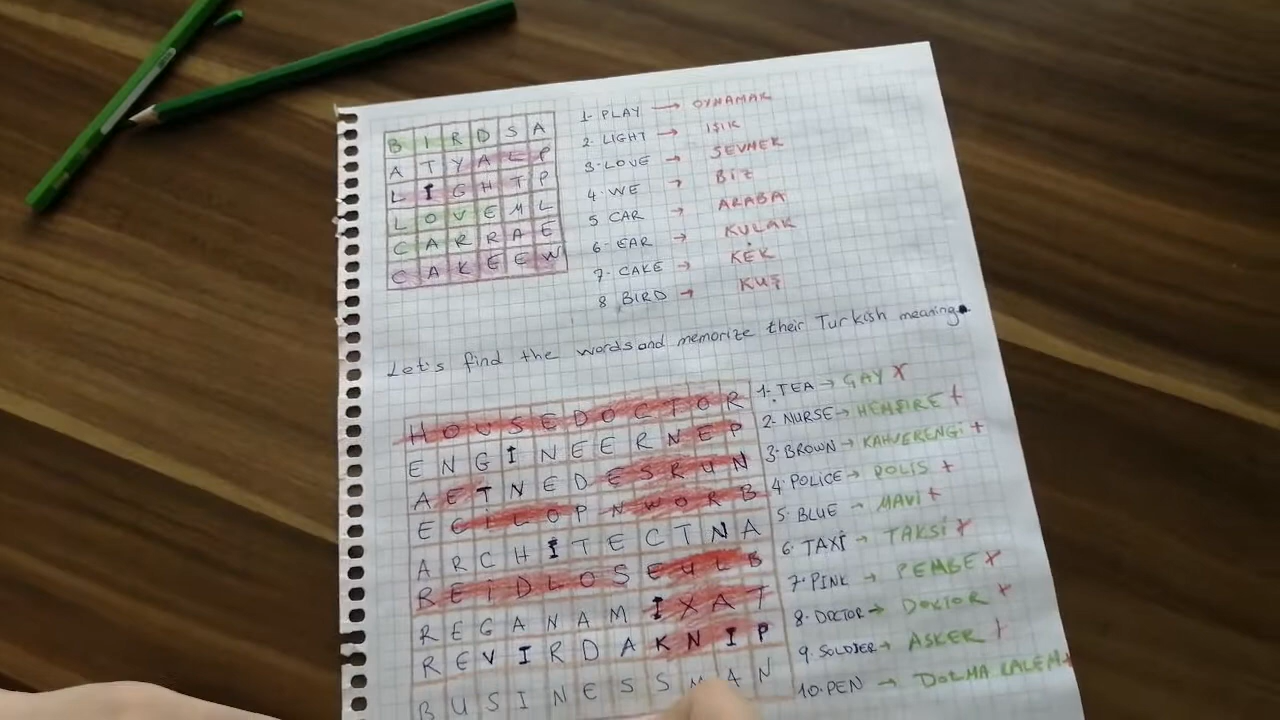 B I R D S A
A T Y A L P
L I G H T P
L O V E M L
C A R R A E
C A K E E W
1- PLAY → OYNAMAK
2. LIGHT → IŞIK
3-LOVE → SEVMEK
4. WE → BİZ
5 CAR → ARABA
6- EAR → KULAK
7- CAKE → KEK
8 BIRD → KUŞ
Let's find the words and memorize their Turkish meaning.
H O U S E D O C T O R
E N G I N E E R N E P
A E T N E D E S R U N
E C İ L O P N W O R B
A R C H I T E C T N A
R E İ D L O S E U L B
R E G A N A M I X A T
R E V I R D A K N I P
B U S I N E S S M A N
1. TEA → ÇAY x
2- NURSE → HEMŞİRE +
3- BROWN → KAHVERENGİ +
4- POLICE → POLİS +
5- BLUE → MAVİ +
6- TAXİ → TAKSİ x
7- PINK → PEMBE x
8- DOCTOR → DOKTOR x
9- SOLDIER → ASKER +
10- PEN → DOLMA KALEM +